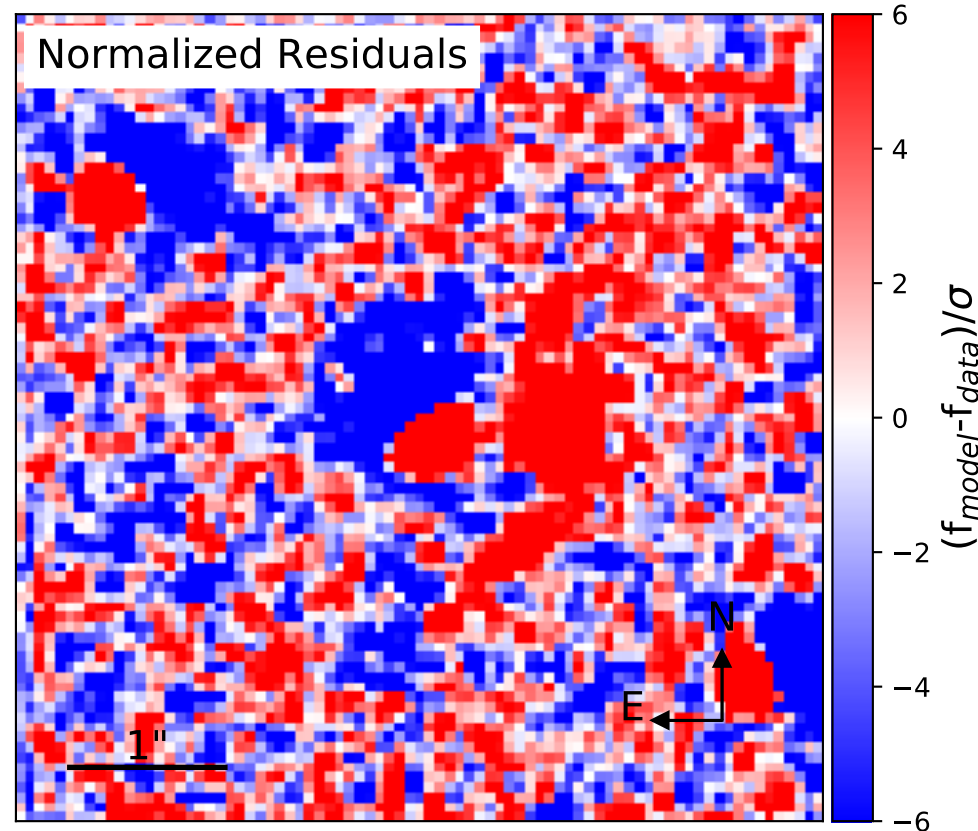 Normalized Residuals
6
4
2
0
−2
−4
−6
(f_model-f_data)/σ
N
E
1"